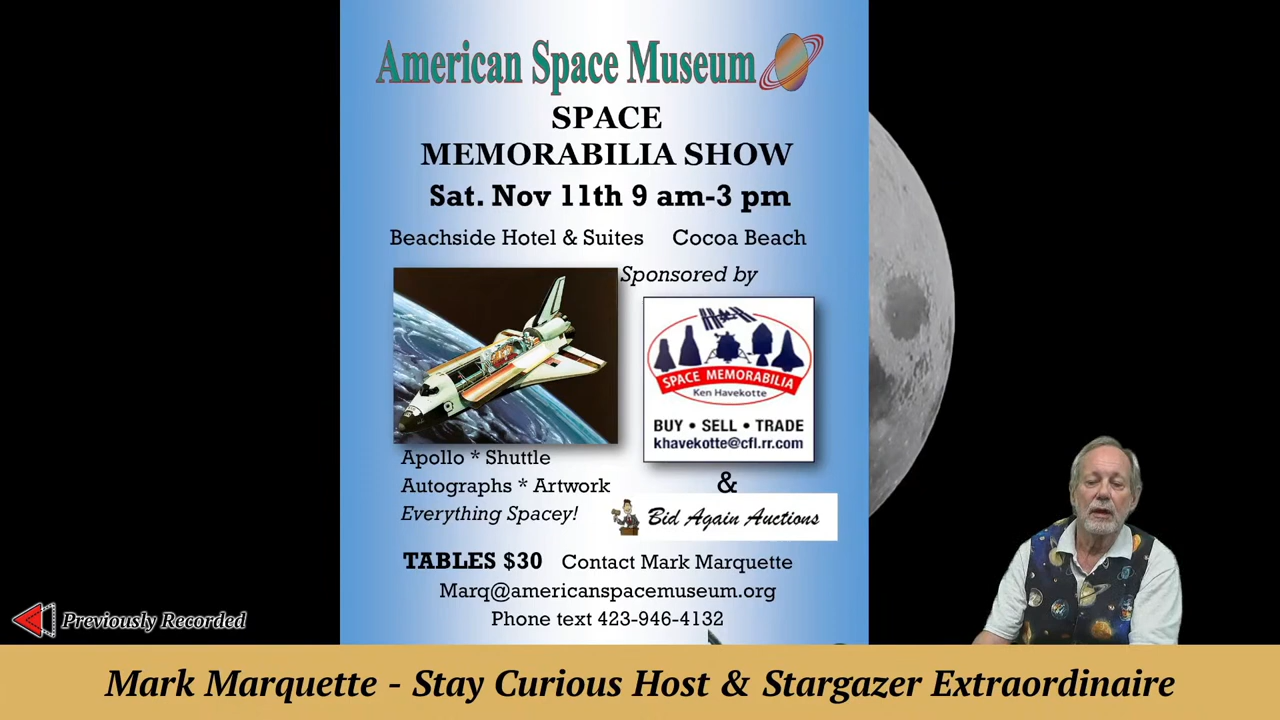 American Space Museum
SPACE
MEMORABILIA SHOW
Sat. Nov 11th 9 am-3 pm
Beachside Hotel & Suites Cocoa Beach
Sponsored by
SPACE MEMORABILIA
Ken Havekotte
BUY • SELL • TRADE
khavekotte@cfl.rr.com
Apollo * Shuttle
Autographs * Artwork
Everything Spacey!
&
Bid Again Auctions
TABLES $30 Contact Mark Marquette
Marq@americanspacemuseum.org
Phone text 423-946-4132
Previously Recorded
Mark Marquette - Stay Curious Host & Stargazer Extraordinaire